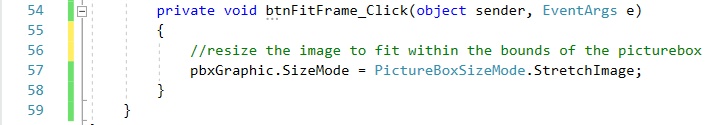 54 private void btnFitFrame_Click(object sender, EventArgs e)
55 {
56 //resize the image to fit within the bounds of the picturebox
57 pbxGraphic.SizeMode = PictureBoxSizeMode.StretchImage;
58 }
59 }